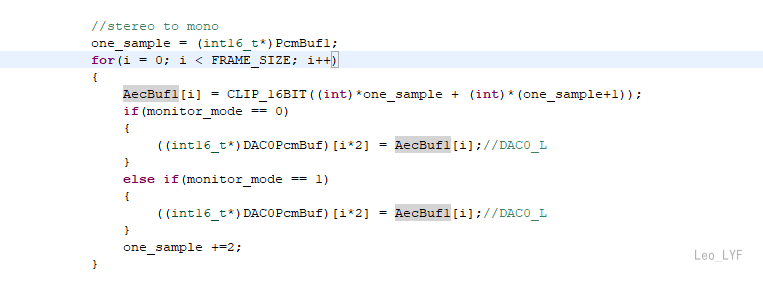 //stereo to mono
one_sample = (int16_t*)PcmBuf1;
for(i = 0; i < FRAME_SIZE; i++)
{
AecBuf1[i] = CLIP_16BIT((int)*one_sample + (int)*(one_sample+1));
if(monitor_mode == 0)
{
((int16_t*)DAC0PcmBuf)[i*2] = AecBuf1[i];//DAC0_L
}
else if(monitor_mode == 1)
{
((int16_t*)DAC0PcmBuf)[i*2] = AecBuf1[i];//DAC0_L
}
one_sample +=2;
}
Leo_LYF